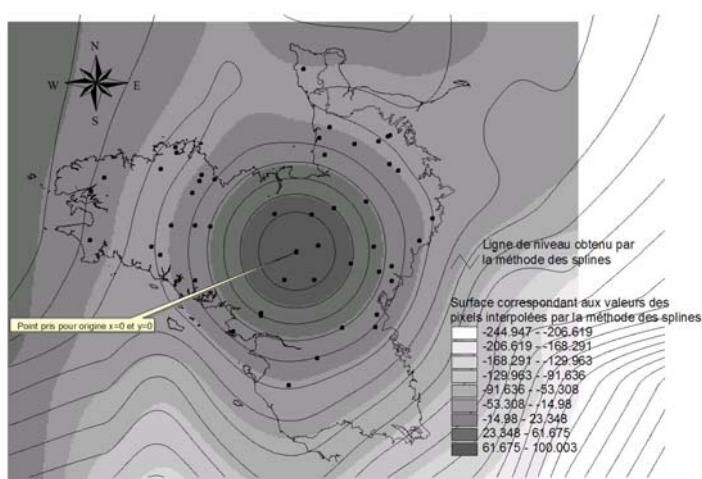 N
W E
S
Ligne de niveau obtenu par
la méthode des splines
Point pris pour origine x=0 et y=0
Surface correspondant aux valeurs des
pixels interpolées par la méthode des splines
-244.947 - -206.619
-206.619 - -168.291
-168.291 - -129.963
-129.963 - -91.636
-91.636 - -53.308
-53.308 - -14.98
-14.98 - 23.348
23.348 - 61.675
61.675 - 100.003